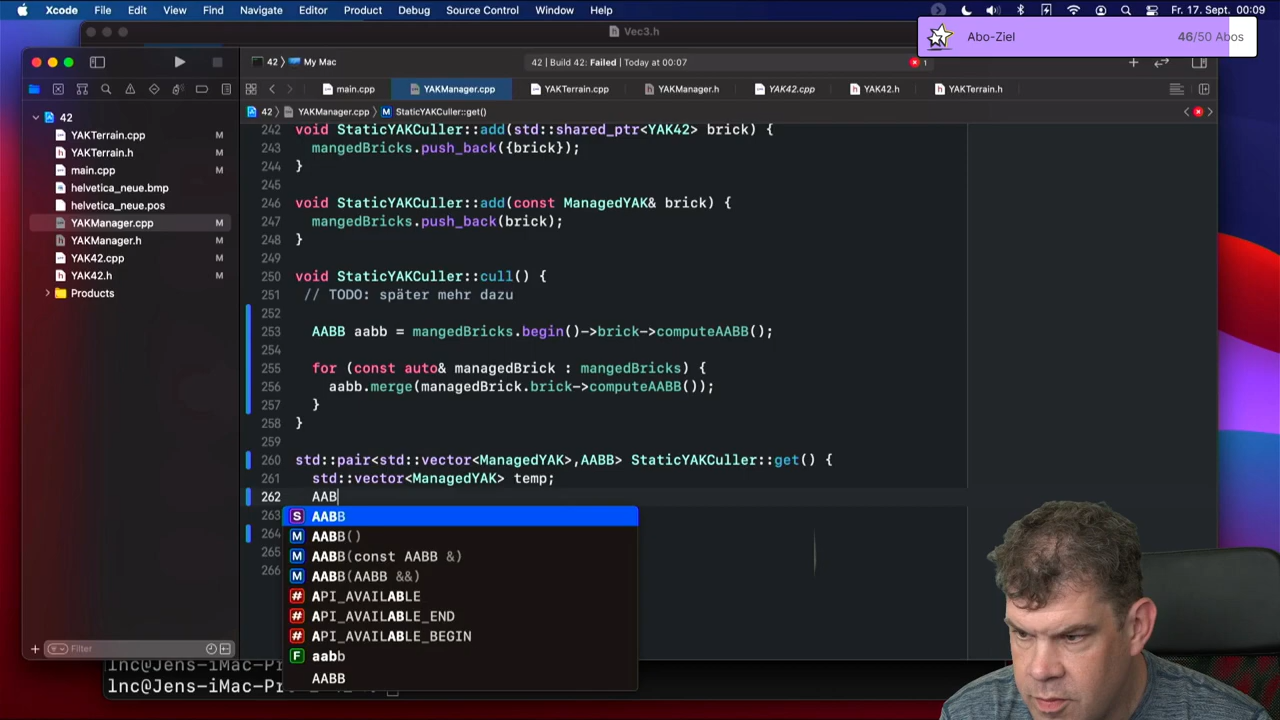 Xcode File Edit View Find Navigate Editor Product Debug Source Control Window Help Fr. 17. Sept. 00:09
Vec3.h
Abo-Ziel 46/50 Abos
42 My Mac 42 | Build 42: Failed | Today at 00:07 1
main.cpp YAKManager.cpp YAKTerrain.cpp YAKManager.h YAK42.cpp YAK42.h YAKTerrain.h
42 YAKManager.cpp M StaticYAKCuller::get()
42
YAKTerrain.cpp M
YAKTerrain.h M
main.cpp M
helvetica_neue.bmp
helvetica_neue.pos
YAKManager.cpp M
YAKManager.h M
YAK42.cpp M
YAK42.h M
Products
Filter
242 void StaticYAKCuller::add(std::shared_ptr<YAK42> brick) {
243 mangedBricks.push_back({brick});
244 }
245
246 void StaticYAKCuller::add(const ManagedYAK& brick) {
247 mangedBricks.push_back(brick);
248 }
249
250 void StaticYAKCuller::cull() {
251 // TODO: später mehr dazu
252
253 AABB aabb = mangedBricks.begin()->brick->computeAABB();
254
255 for (const auto& managedBrick : mangedBricks) {
256 aabb.merge(managedBrick.brick->computeAABB());
257 }
258 }
259
260 std::pair<std::vector<ManagedYAK>,AABB> StaticYAKCuller::get() {
261 std::vector<ManagedYAK> temp;
262 AAB
263
264
265
266
S AABB
M AABB()
M AABB(const AABB &)
M AABB(AABB &&)
# API_AVAILABLE
# API_AVAILABLE_END
# API_AVAILABLE_BEGIN
F aabb
AABB
lnc@Jens-iMac-Pr
lnc@Jens-iMac-Pr